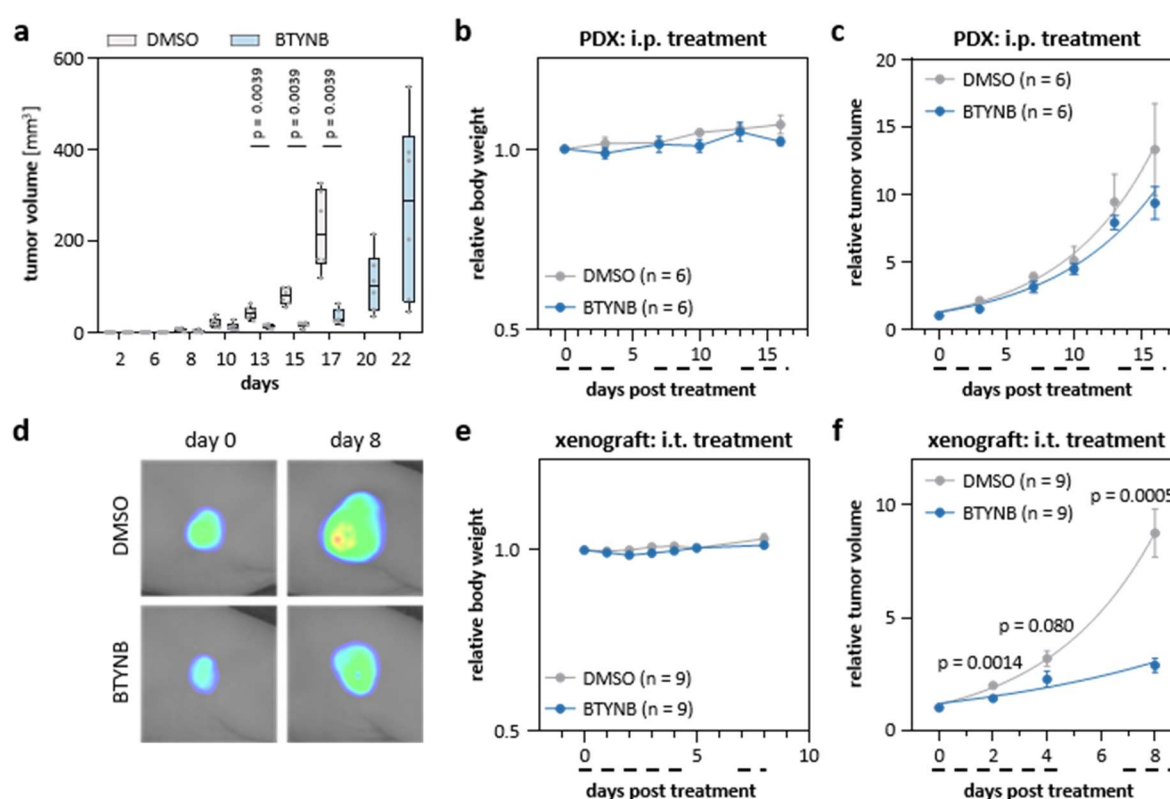 a
DMSO
BTYNB
600
400
200
0
tumor volume [mm³]
p = 0.0039
p = 0.0039
p = 0.0039
2 6 8 10 13 15 17 20 22
days
b
PDX: i.p. treatment
1.0
0.5
relative body weight
DMSO (n = 6)
BTYNB (n = 6)
0 5 10 15
days post treatment
c
PDX: i.p. treatment
20
15
10
5
0
relative tumor volume
DMSO (n = 6)
BTYNB (n = 6)
0 5 10 15
days post treatment
d
day 0 day 8
DMSO
BTYNB
e
xenograft: i.t. treatment
1.0
0.5
relative body weight
DMSO (n = 9)
BTYNB (n = 9)
0 5 10
days post treatment
f
xenograft: i.t. treatment
10
5
0
relative tumor volume
DMSO (n = 9)
BTYNB (n = 9)
p = 0.0005
p = 0.080
p = 0.0014
0 2 4 6 8
days post treatment